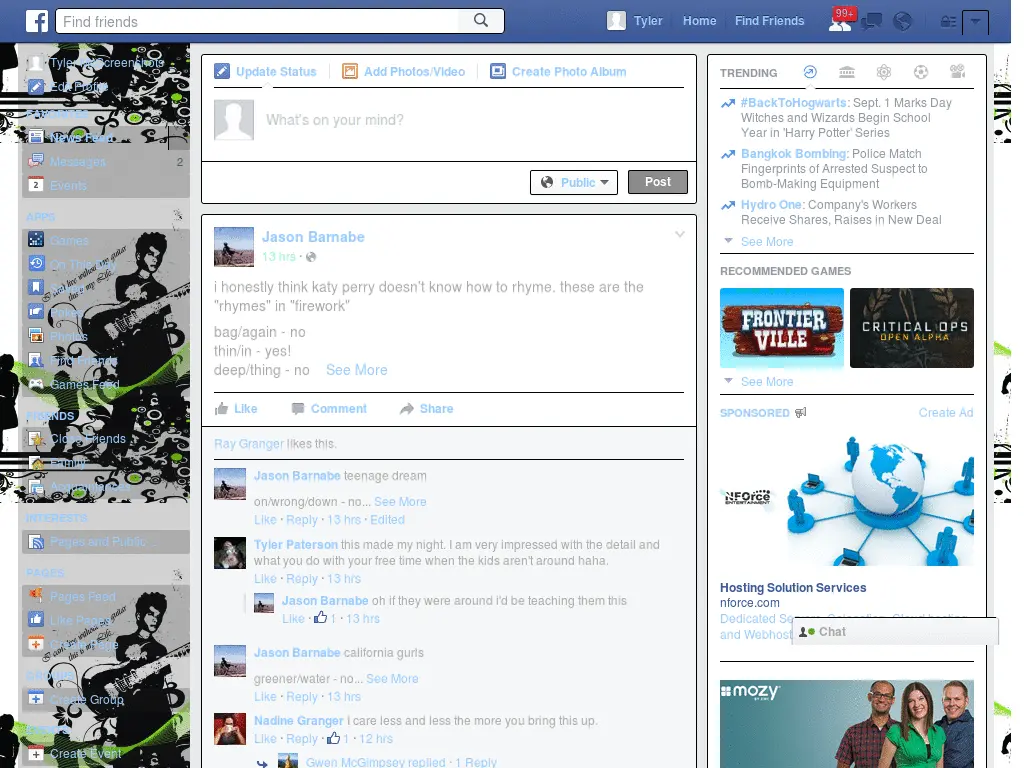 Find friends
Tyler
Home
Find Friends
99+
Edit Profile
News Feed
Messages
2
Events
APPS
Games
On This Day
Photos
Find Friends
Games Feed
FRIENDS
Close Friends
Family
INTERESTS
Pages and Public ...
PAGES
Pages Feed
Like Pages
Create Page
GROUPS
Create Group
Create Event
Update Status
Add Photos/Video
Create Photo Album
What's on your mind?
Public
Post
Jason Barnabe
13 hrs ·
i honestly think katy perry doesn't know how to rhyme. these are the
"rhymes" in "firework"
bag/again - no
thin/in - yes!
deep/thing - no See More
Like Comment Share
Ray Granger likes this.
Jason Barnabe teenage dream
on/wrong/down - no... See More
Like · Reply · 13 hrs · Edited
Tyler Paterson this made my night. I am very impressed with the detail and
what you do with your free time when the kids aren't around haha.
Like · Reply · 13 hrs
Jason Barnabe oh if they were around i'd be teaching them this
Like · 1 · 13 hrs
Jason Barnabe california gurls
greener/water - no... See More
Like · Reply · 13 hrs
Nadine Granger I care less and less the more you bring this up.
Like · Reply · 1 · 12 hrs
Gwen McGimpsey replied · 1 Reply
TRENDING
#BackToHogwarts: Sept. 1 Marks Day
Witches and Wizards Begin School
Year in 'Harry Potter' Series
Bangkok Bombing: Police Match
Fingerprints of Arrested Suspect to
Bomb-Making Equipment
Hydro One: Company's Workers
Receive Shares, Raises in New Deal
See More
RECOMMENDED GAMES
FRONTIER
VILLE
CRITICAL OPS
OPEN ALPHA
See More
SPONSORED
Create Ad
NFORCE
ENTERTAINMENT
Hosting Solution Services
nforce.com
Dedicated
and Webhost
Chat
mozy